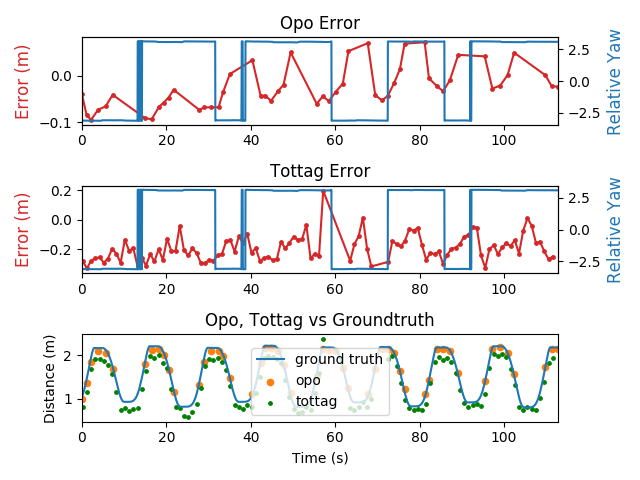 Opo Error
Error (m)
0.0
−0.1
2.5
0.0
−2.5
Relative Yaw
0 20 40 60 80 100
Tottag Error
Error (m)
0.2
0.0
−0.2
2.5
0.0
−2.5
Relative Yaw
0 20 40 60 80 100
Opo, Tottag vs Groundtruth
Distance (m)
2
1
ground truth
opo
tottag
0 20 40 60 80 100
Time (s)